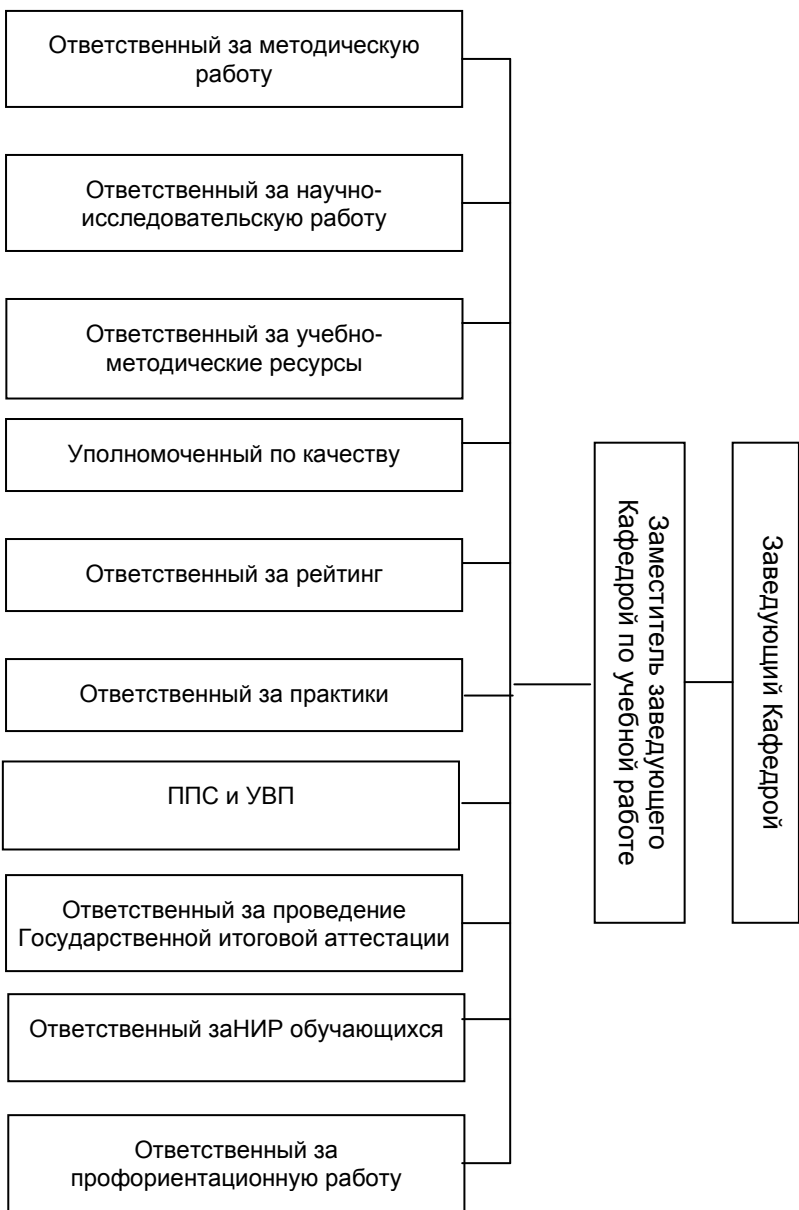 Ответственный за методическую
работу
Ответственный за научно-
исследовательскую работу
Ответственный за учебно-
методические ресурсы
Уполномоченный по качеству
Ответственный за рейтинг
Ответственный за практики
ППС и УВП
Ответственный за проведение
Государственной итоговой аттестации
Ответственный заНИР обучающихся
Ответственный за
профориентационную работу
Заместитель заведующего
Кафедрой по учебной работе
Заведующий Кафедрой